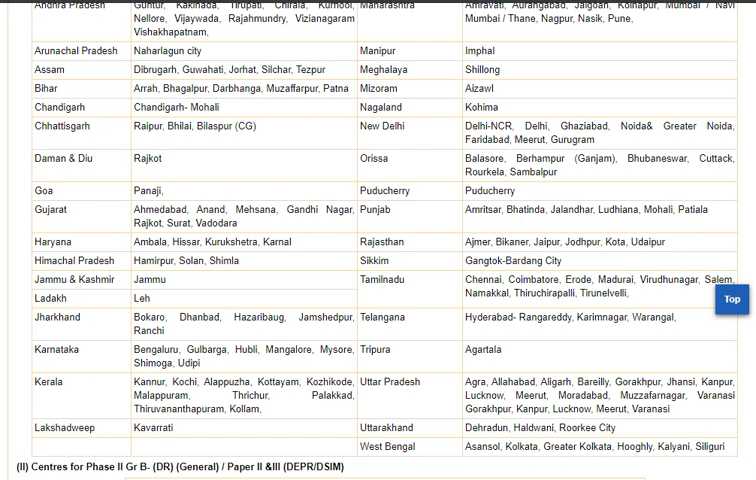 Andhra Pradesh Guntur, Kakinada, Tirupati, Chirala, Kurnool, Maharashtra Amravati, Aurangabad, Jalgoan, Kolhapur, Mumbai / Navi
Nellore, Vijaywada, Rajahmundry, Vizianagaram Mumbai / Thane, Nagpur, Nasik, Pune,
Vishakhapatnam,
Arunachal Pradesh Naharlagun city Manipur Imphal
Assam Dibrugarh, Guwahati, Jorhat, Silchar, Tezpur Meghalaya Shillong
Bihar Arrah, Bhagalpur, Darbhanga, Muzaffarpur, Patna Mizoram Aizawl
Chandigarh Chandigarh- Mohali Nagaland Kohima
Chhattisgarh Raipur, Bhilai, Bilaspur (CG) New Delhi Delhi-NCR, Delhi, Ghaziabad, Noida& Greater Noida,
Faridabad, Meerut, Gurugram
Daman & Diu Rajkot Orissa Balasore, Berhampur (Ganjam), Bhubaneswar, Cuttack,
Rourkela, Sambalpur
Goa Panaji, Puducherry Puducherry
Gujarat Ahmedabad, Anand, Mehsana, Gandhi Nagar, Punjab Amritsar, Bhatinda, Jalandhar, Ludhiana, Mohali, Patiala
Rajkot, Surat, Vadodara
Haryana Ambala, Hissar, Kurukshetra, Karnal Rajasthan Ajmer, Bikaner, Jaipur, Jodhpur, Kota, Udaipur
Himachal Pradesh Hamirpur, Solan, Shimla Sikkim Gangtok-Bardang City
Jammu & Kashmir Jammu Tamilnadu Chennai, Coimbatore, Erode, Madurai, Virudhunagar, Salem,
Namakkal, Thiruchirapalli, Tirunelvelli,
Ladakh Leh
Top
Jharkhand Bokaro, Dhanbad, Hazaribaug, Jamshedpur, Telangana Hyderabad- Rangareddy, Karimnagar, Warangal,
Ranchi
Karnataka Bengaluru, Gulbarga, Hubli, Mangalore, Mysore, Tripura Agartala
Shimoga, Udipi
Kerala Kannur, Kochi, Alappuzha, Kottayam, Kozhikode, Uttar Pradesh Agra, Allahabad, Aligarh, Bareilly, Gorakhpur, Jhansi, Kanpur,
Malappuram, Thrichur, Palakkad, Lucknow, Meerut, Moradabad, Muzzafarnagar, Varanasi
Thiruvananthapuram, Kollam, Gorakhpur, Kanpur, Lucknow, Meerut, Varanasi
Lakshadweep Kavarrati Uttarakhand Dehradun, Haldwani, Roorkee City
West Bengal Asansol, Kolkata, Greater Kolkata, Hooghly, Kalyani, Siliguri
(II) Centres for Phase II Gr B- (DR) (General) / Paper II &III (DEPR/DSIM)